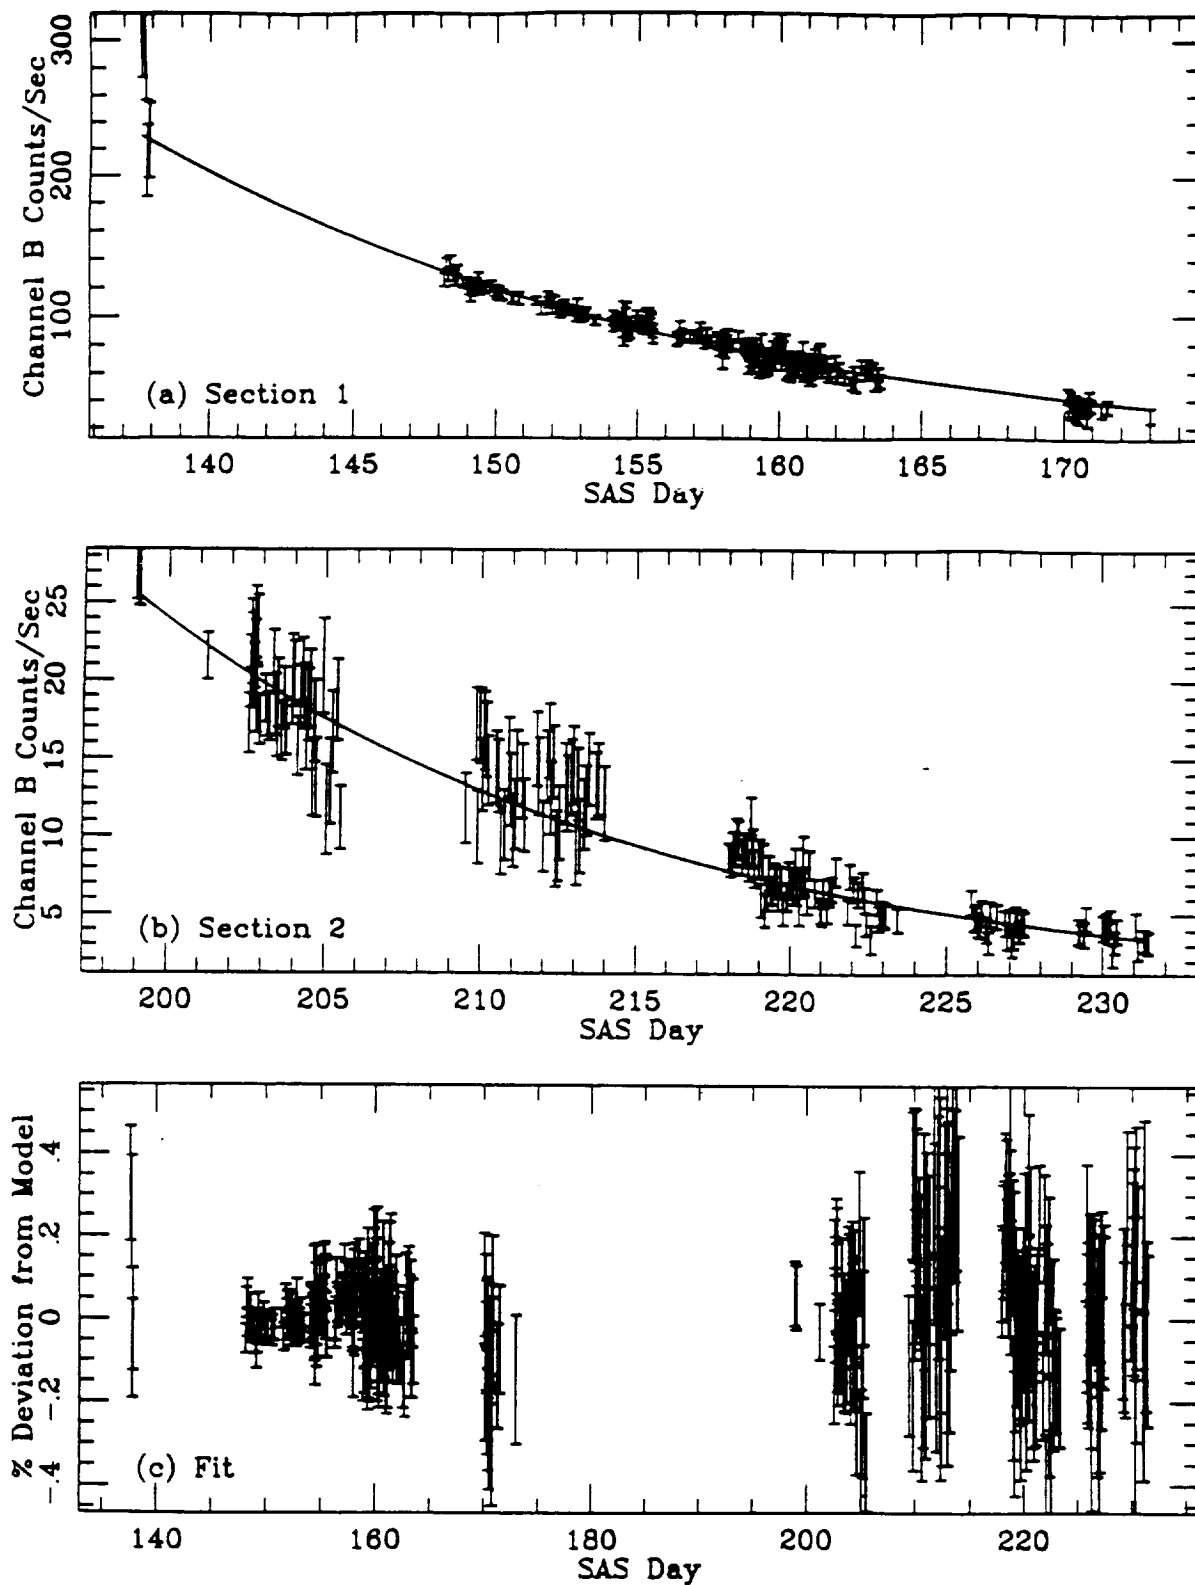 Channel B Counts/Sec
300
200
100
(a) Section 1
140 145 150 155 160 165 170
SAS Day
Channel B Counts/Sec
25
20
15
10
5
(b) Section 2
200 205 210 215 220 225 230
SAS Day
% Deviation from Model
.4
.2
0
-.2
-.4
(c) Fit
140 160 180 200 220
SAS Day